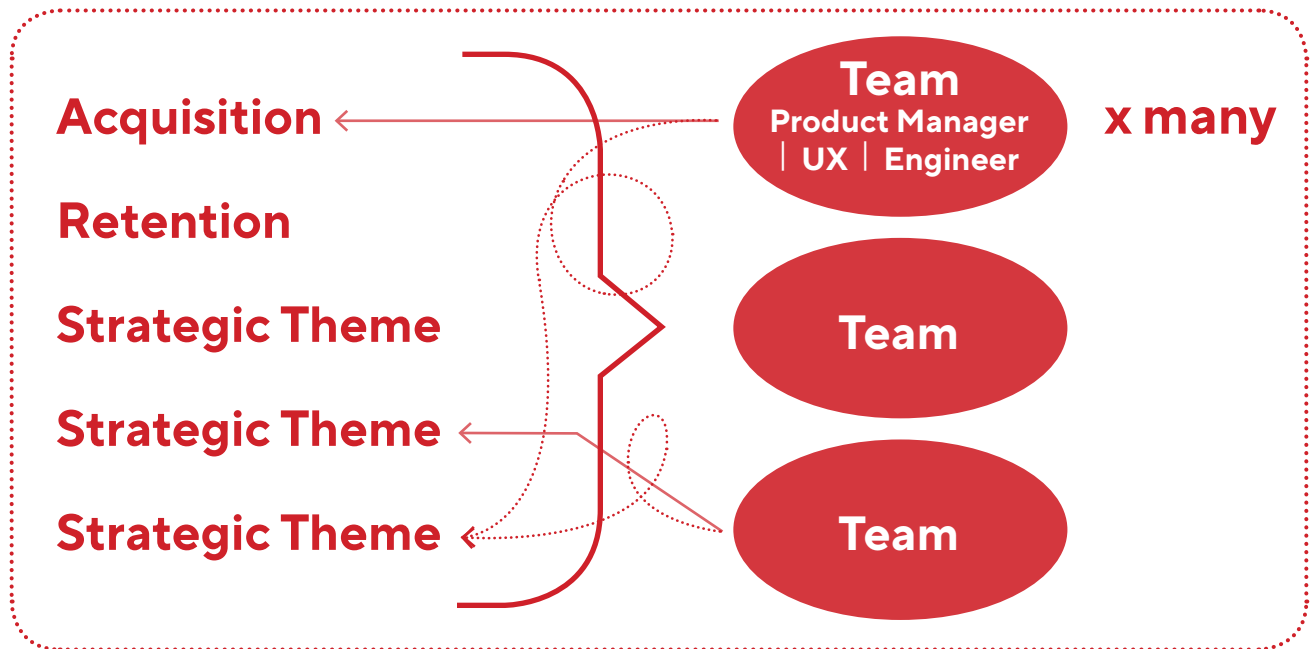 Acquisition
Retention
Strategic Theme
Strategic Theme
Strategic Theme
Team
Product Manager
| UX | Engineer
x many
Team
Team